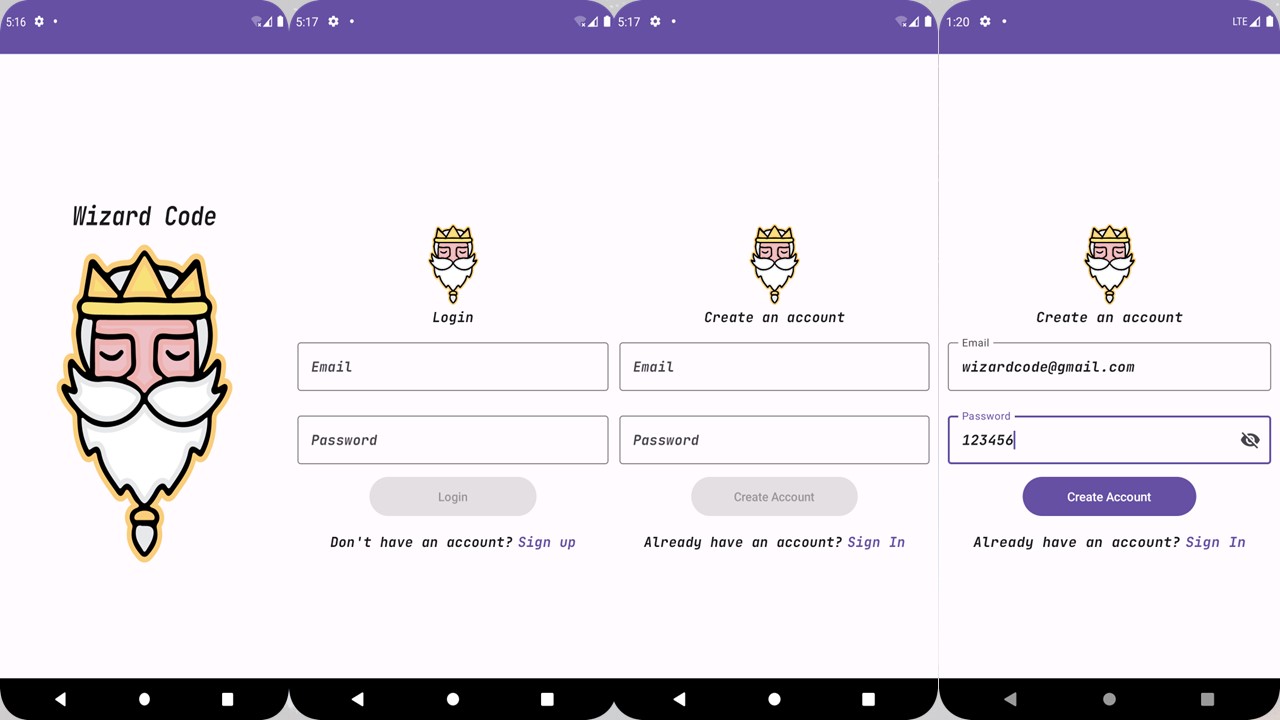 5:16
Wizard Code
5:17
Login
Email
Password
Login
Don't have an account? Sign up
5:17
Create an account
Email
Password
Create Account
Already have an account? Sign In
1:20
LTE
Create an account
Email
wizardcode@gmail.com
Password
123456
Create Account
Already have an account? Sign In